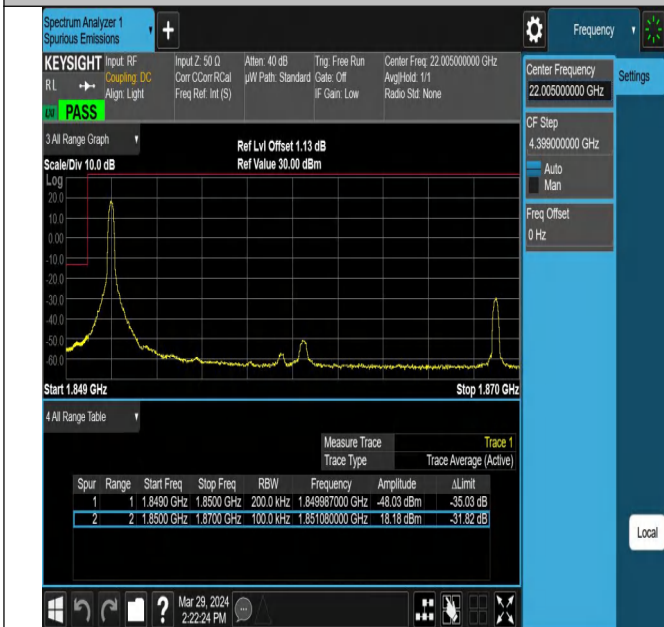 Spectrum Analyzer 1
Spurious Emissions
+
Frequency
KEYSIGHT
RL
PASS
Input: RF
Coupling: DC
Align: Light
Input Z: 50 Ω
Corr CCorr RCal
Freq Ref: Int (S)
Atten: 40 dB
µW Path: Standard
Trig: Free Run
Gate: Off
IF Gain: Low
Center Freq: 22.005000000 GHz
Avg|Hold: 1/1
Radio Std: None
Center Frequency
22.005000000 GHz
Settings
CF Step
4.399000000 GHz
Auto
Man
Freq Offset
0 Hz
3 All Range Graph
Scale/Div 10.0 dB
Ref Lvl Offset 1.13 dB
Ref Value 30.00 dBm
Log
20.0
10.0
0.00
-10.0
-20.0
-30.0
-40.0
-50.0
-60.0
Start 1.849 GHz
Stop 1.870 GHz
4 All Range Table
Measure Trace Trace 1
Trace Type Trace Average (Active)
Spur Range Start Freq Stop Freq RBW Frequency Amplitude ΔLimit
1 1 1.8490 GHz 1.8500 GHz 200.0 kHz 1.849987000 GHz -48.03 dBm -35.03 dB
2 2 1.8500 GHz 1.8700 GHz 100.0 kHz 1.851080000 GHz 18.18 dBm -31.82 dB
Local
?
Mar 29, 2024
2:22:24 PM